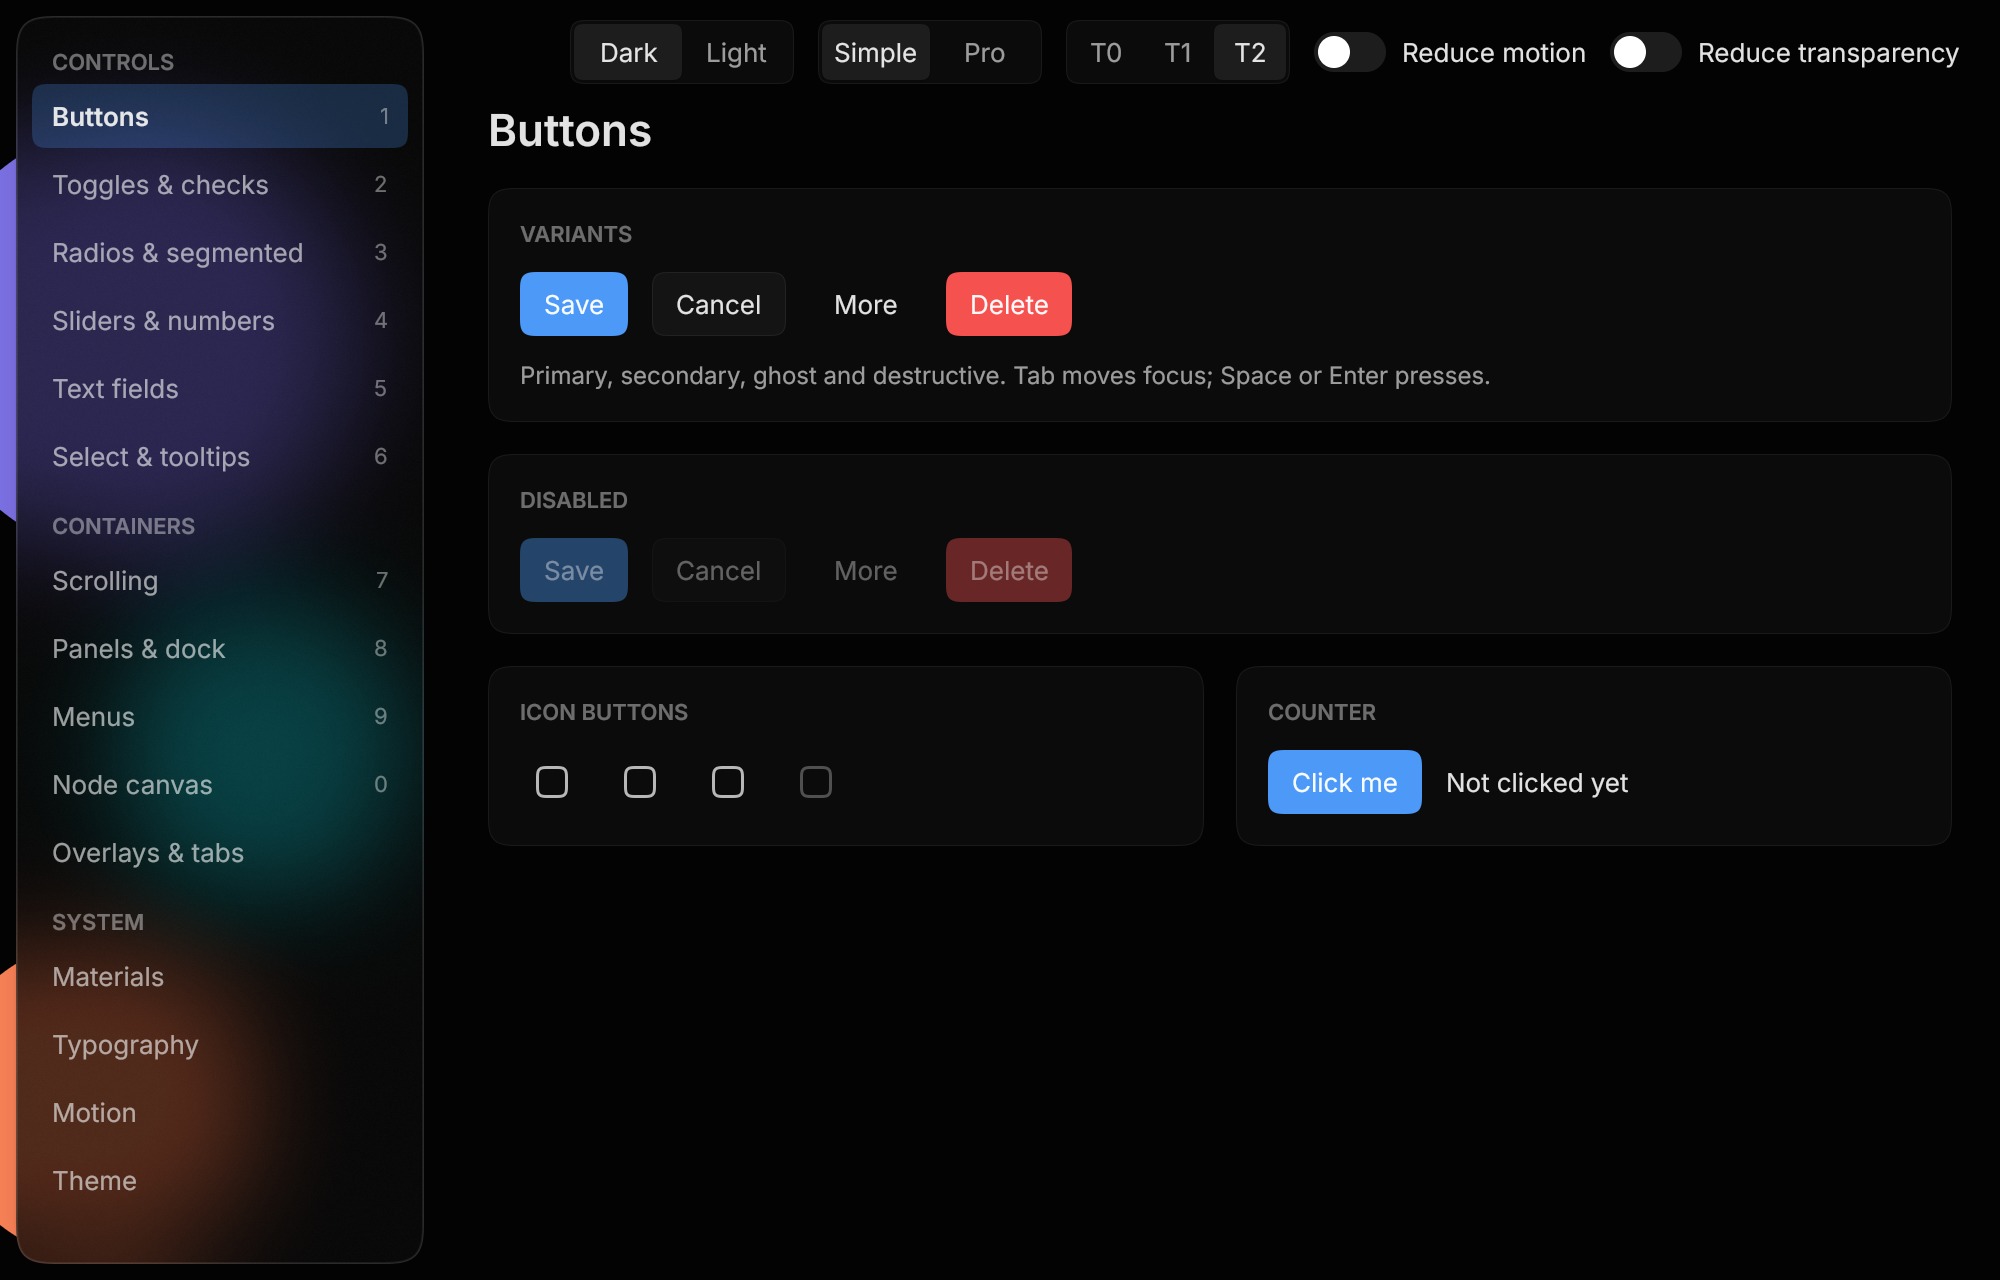 CONTROLS
Buttons 1
Toggles & checks 2
Radios & segmented 3
Sliders & numbers 4
Text fields 5
Select & tooltips 6
CONTAINERS
Scrolling 7
Panels & dock 8
Menus 9
Node canvas 0
Overlays & tabs
SYSTEM
Materials
Typography
Motion
Theme
Dark Light Simple Pro T0 T1 T2 Reduce motion Reduce transparency
Buttons
VARIANTS
Save Cancel More Delete
Primary, secondary, ghost and destructive. Tab moves focus; Space or Enter presses.
DISABLED
Save Cancel More Delete
ICON BUTTONS
COUNTER
Click me Not clicked yet